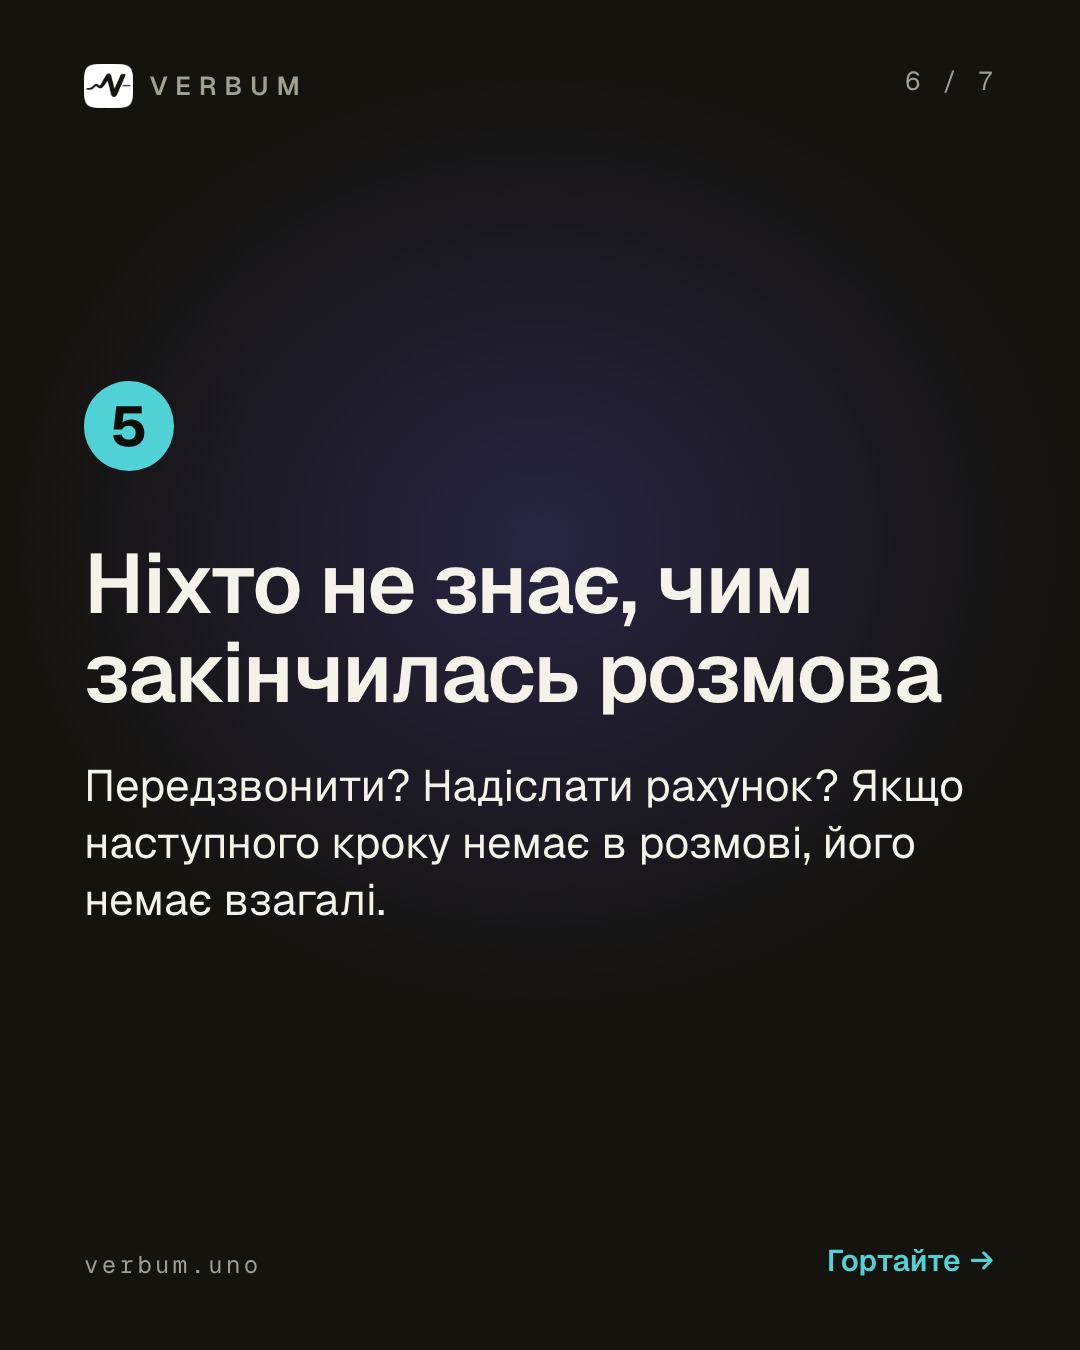 VERBUM
6 / 7
5
Ніхто не знає, чим
закінчилась розмова
Передзвонити? Надіслати рахунок? Якщо
наступного кроку немає в розмові, його
немає взагалі.
verbum.uno
Гортайте →